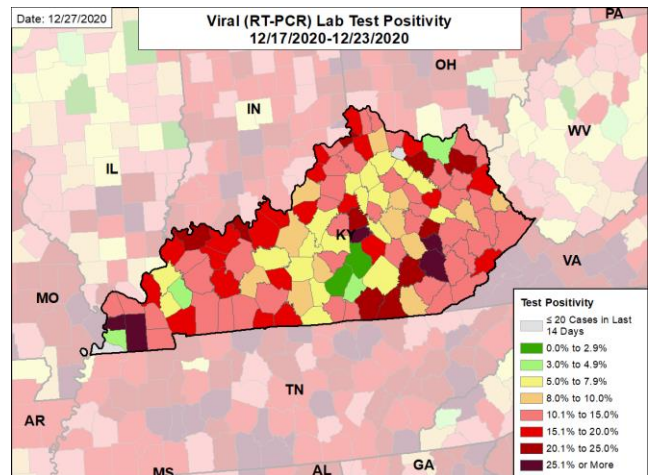 Date: 12/27/2020
Viral (RT-PCR) Lab Test Positivity
12/17/2020-12/23/2020
PA
OH
IN
WV
IL
KY
VA
MO
TN
AR
MS
AL
GA
Test Positivity
≤ 20 Cases in Last
14 Days
0.0% to 2.9%
3.0% to 4.9%
5.0% to 7.9%
8.0% to 10.0%
10.1% to 15.0%
15.1% to 20.0%
20.1% to 25.0%
25.1% or More